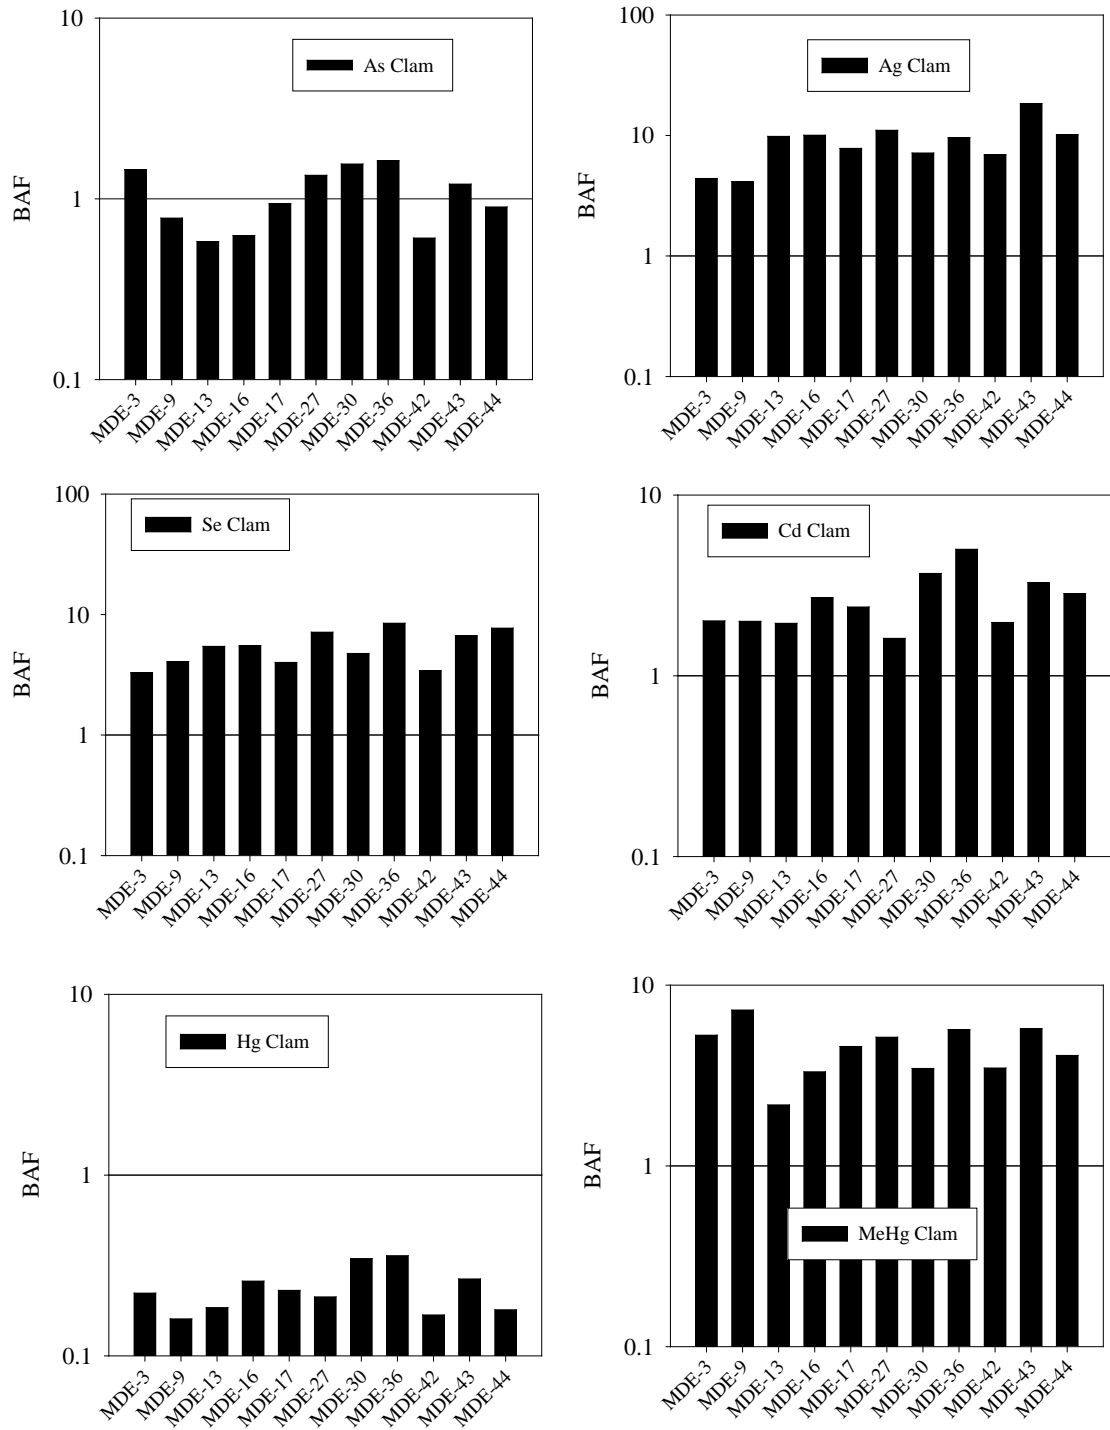 10
1
0.1
BAF
As Clam
MDE-3
MDE-9
MDE-13
MDE-16
MDE-17
MDE-27
MDE-30
MDE-36
MDE-42
MDE-43
MDE-44
100
10
1
0.1
BAF
Ag Clam
MDE-3
MDE-9
MDE-13
MDE-16
MDE-17
MDE-27
MDE-30
MDE-36
MDE-42
MDE-43
MDE-44
100
10
1
0.1
BAF
Se Clam
MDE-3
MDE-9
MDE-13
MDE-16
MDE-17
MDE-27
MDE-30
MDE-36
MDE-42
MDE-43
MDE-44
10
1
0.1
BAF
Cd Clam
MDE-3
MDE-9
MDE-13
MDE-16
MDE-17
MDE-27
MDE-30
MDE-36
MDE-42
MDE-43
MDE-44
10
1
0.1
BAF
Hg Clam
MDE-3
MDE-9
MDE-13
MDE-16
MDE-17
MDE-27
MDE-30
MDE-36
MDE-42
MDE-43
MDE-44
10
1
0.1
BAF
MeHg Clam
MDE-3
MDE-9
MDE-13
MDE-16
MDE-17
MDE-27
MDE-30
MDE-36
MDE-42
MDE-43
MDE-44